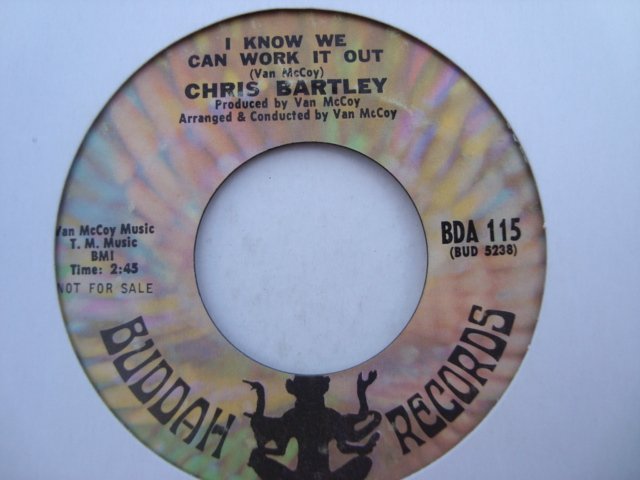 I KNOW WE
CAN WORK IT OUT
(Van McCoy)
CHRIS BARTLEY
Produced by Van McCoy
Arranged & Conducted by Van McCoy
Van McCoy Music
T. M. Music
BMI
Time: 2:45
NOT FOR SALE
BDA 115
(BUD 5238)
BUDDAH RECORDS